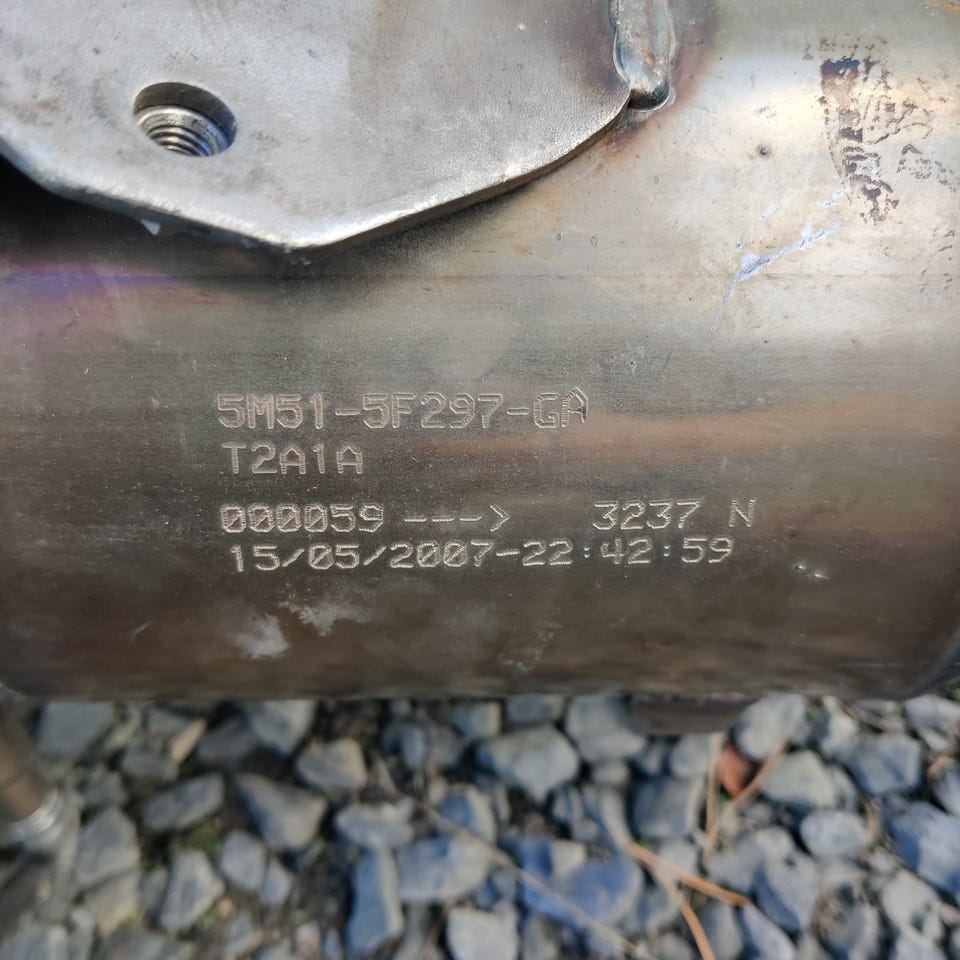 5M51-5F297-GA
T2A1A
000059 ---> 3237 N
15/05/2007-22:42:59